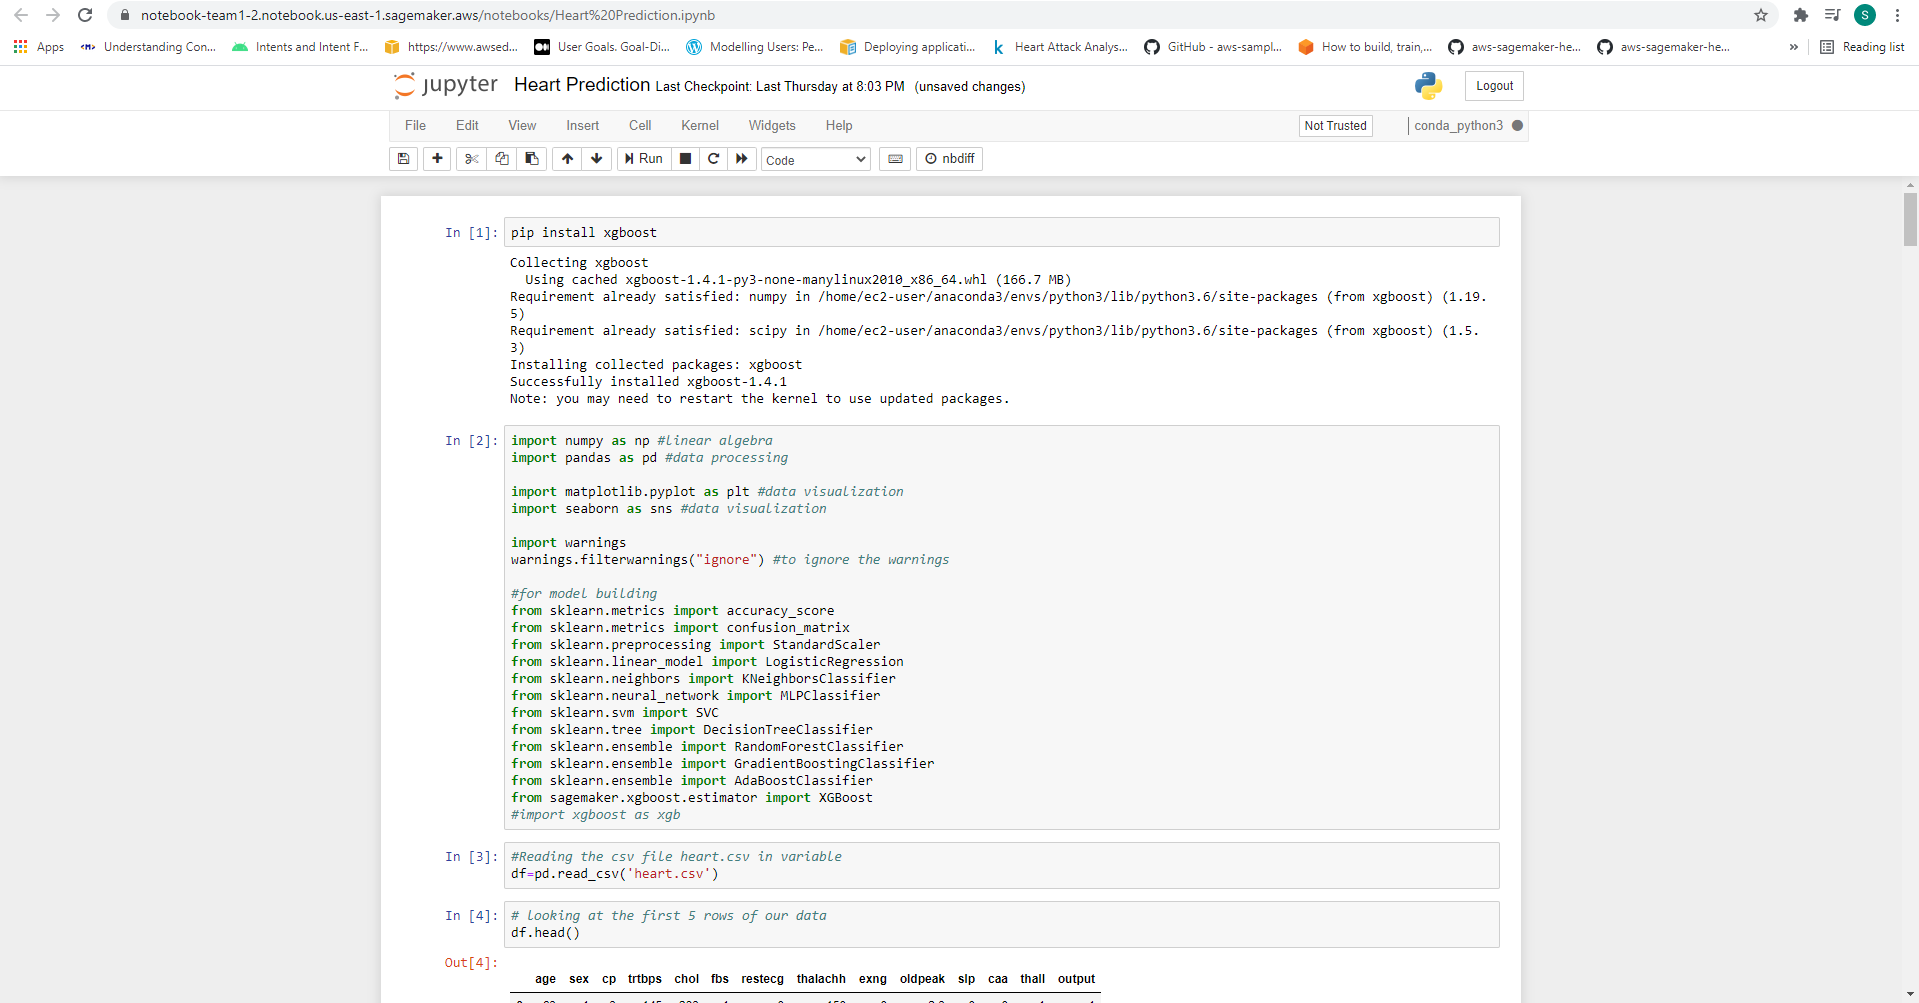 notebook-team1-2.notebook.us-east-1.sagemaker.aws/notebooks/Heart%20Prediction.ipynb
S
Apps Understanding Con... Intents and Intent F... https://www.awsed... User Goals. Goal-Di... Modelling Users: Pe... Deploying applicati... Heart Attack Analys... GitHub - aws-sampl... How to build, train,... aws-sagemaker-he... aws-sagemaker-he... » Reading list
jupyter Heart Prediction Last Checkpoint: Last Thursday at 8:03 PM (unsaved changes) Logout
File Edit View Insert Cell Kernel Widgets Help Not Trusted conda_python3
Run Code nbdiff
In [1]: pip install xgboost
Collecting xgboost
Using cached xgboost-1.4.1-py3-none-manylinux2010_x86_64.whl (166.7 MB)
Requirement already satisfied: numpy in /home/ec2-user/anaconda3/envs/python3/lib/python3.6/site-packages (from xgboost) (1.19.
5)
Requirement already satisfied: scipy in /home/ec2-user/anaconda3/envs/python3/lib/python3.6/site-packages (from xgboost) (1.5.
3)
Installing collected packages: xgboost
Successfully installed xgboost-1.4.1
Note: you may need to restart the kernel to use updated packages.
In [2]: import numpy as np #linear algebra
import pandas as pd #data processing
import matplotlib.pyplot as plt #data visualization
import seaborn as sns #data visualization
import warnings
warnings.filterwarnings("ignore") #to ignore the warnings
#for model building
from sklearn.metrics import accuracy_score
from sklearn.metrics import confusion_matrix
from sklearn.preprocessing import StandardScaler
from sklearn.linear_model import LogisticRegression
from sklearn.neighbors import KNeighborsClassifier
from sklearn.neural_network import MLPClassifier
from sklearn.svm import SVC
from sklearn.tree import DecisionTreeClassifier
from sklearn.ensemble import RandomForestClassifier
from sklearn.ensemble import GradientBoostingClassifier
from sklearn.ensemble import AdaBoostClassifier
from sagemaker.xgboost.estimator import XGBoost
#import xgboost as xgb
In [3]: #Reading the csv file heart.csv in variable
df=pd.read_csv('heart.csv')
In [4]: # looking at the first 5 rows of our data
df.head()
Out[4]:
age sex cp trtbps chol fbs restecg thalachh exng oldpeak slp caa thall output